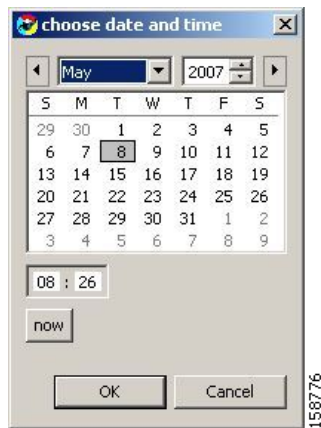 choose date and time
May 2007
S M T W T F S
29 30 1 2 3 4 5
6 7 8 9 10 11 12
13 14 15 16 17 18 19
20 21 22 23 24 25 26
27 28 29 30 31 1 2
3 4 5 6 7 8 9
08 : 26
now
OK Cancel
158776